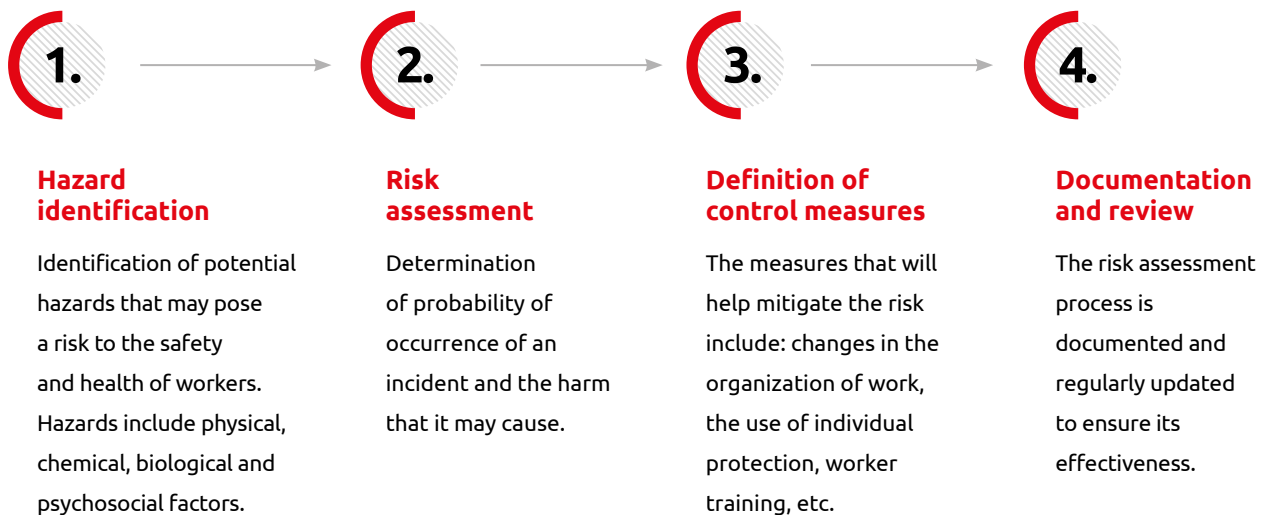 1.
Hazard
identification
Identification of potential
hazards that may pose
a risk to the safety
and health of workers.
Hazards include physical,
chemical, biological and
psychosocial factors.
2.
Risk
assessment
Determination
of probability of
occurrence of an
incident and the harm
that it may cause.
3.
Definition of
control measures
The measures that will
help mitigate the risk
include: changes in the
organization of work,
the use of individual
protection, worker
training, etc.
4.
Documentation
and review
The risk assessment
process is
documented and
regularly updated
to ensure its
effectiveness.